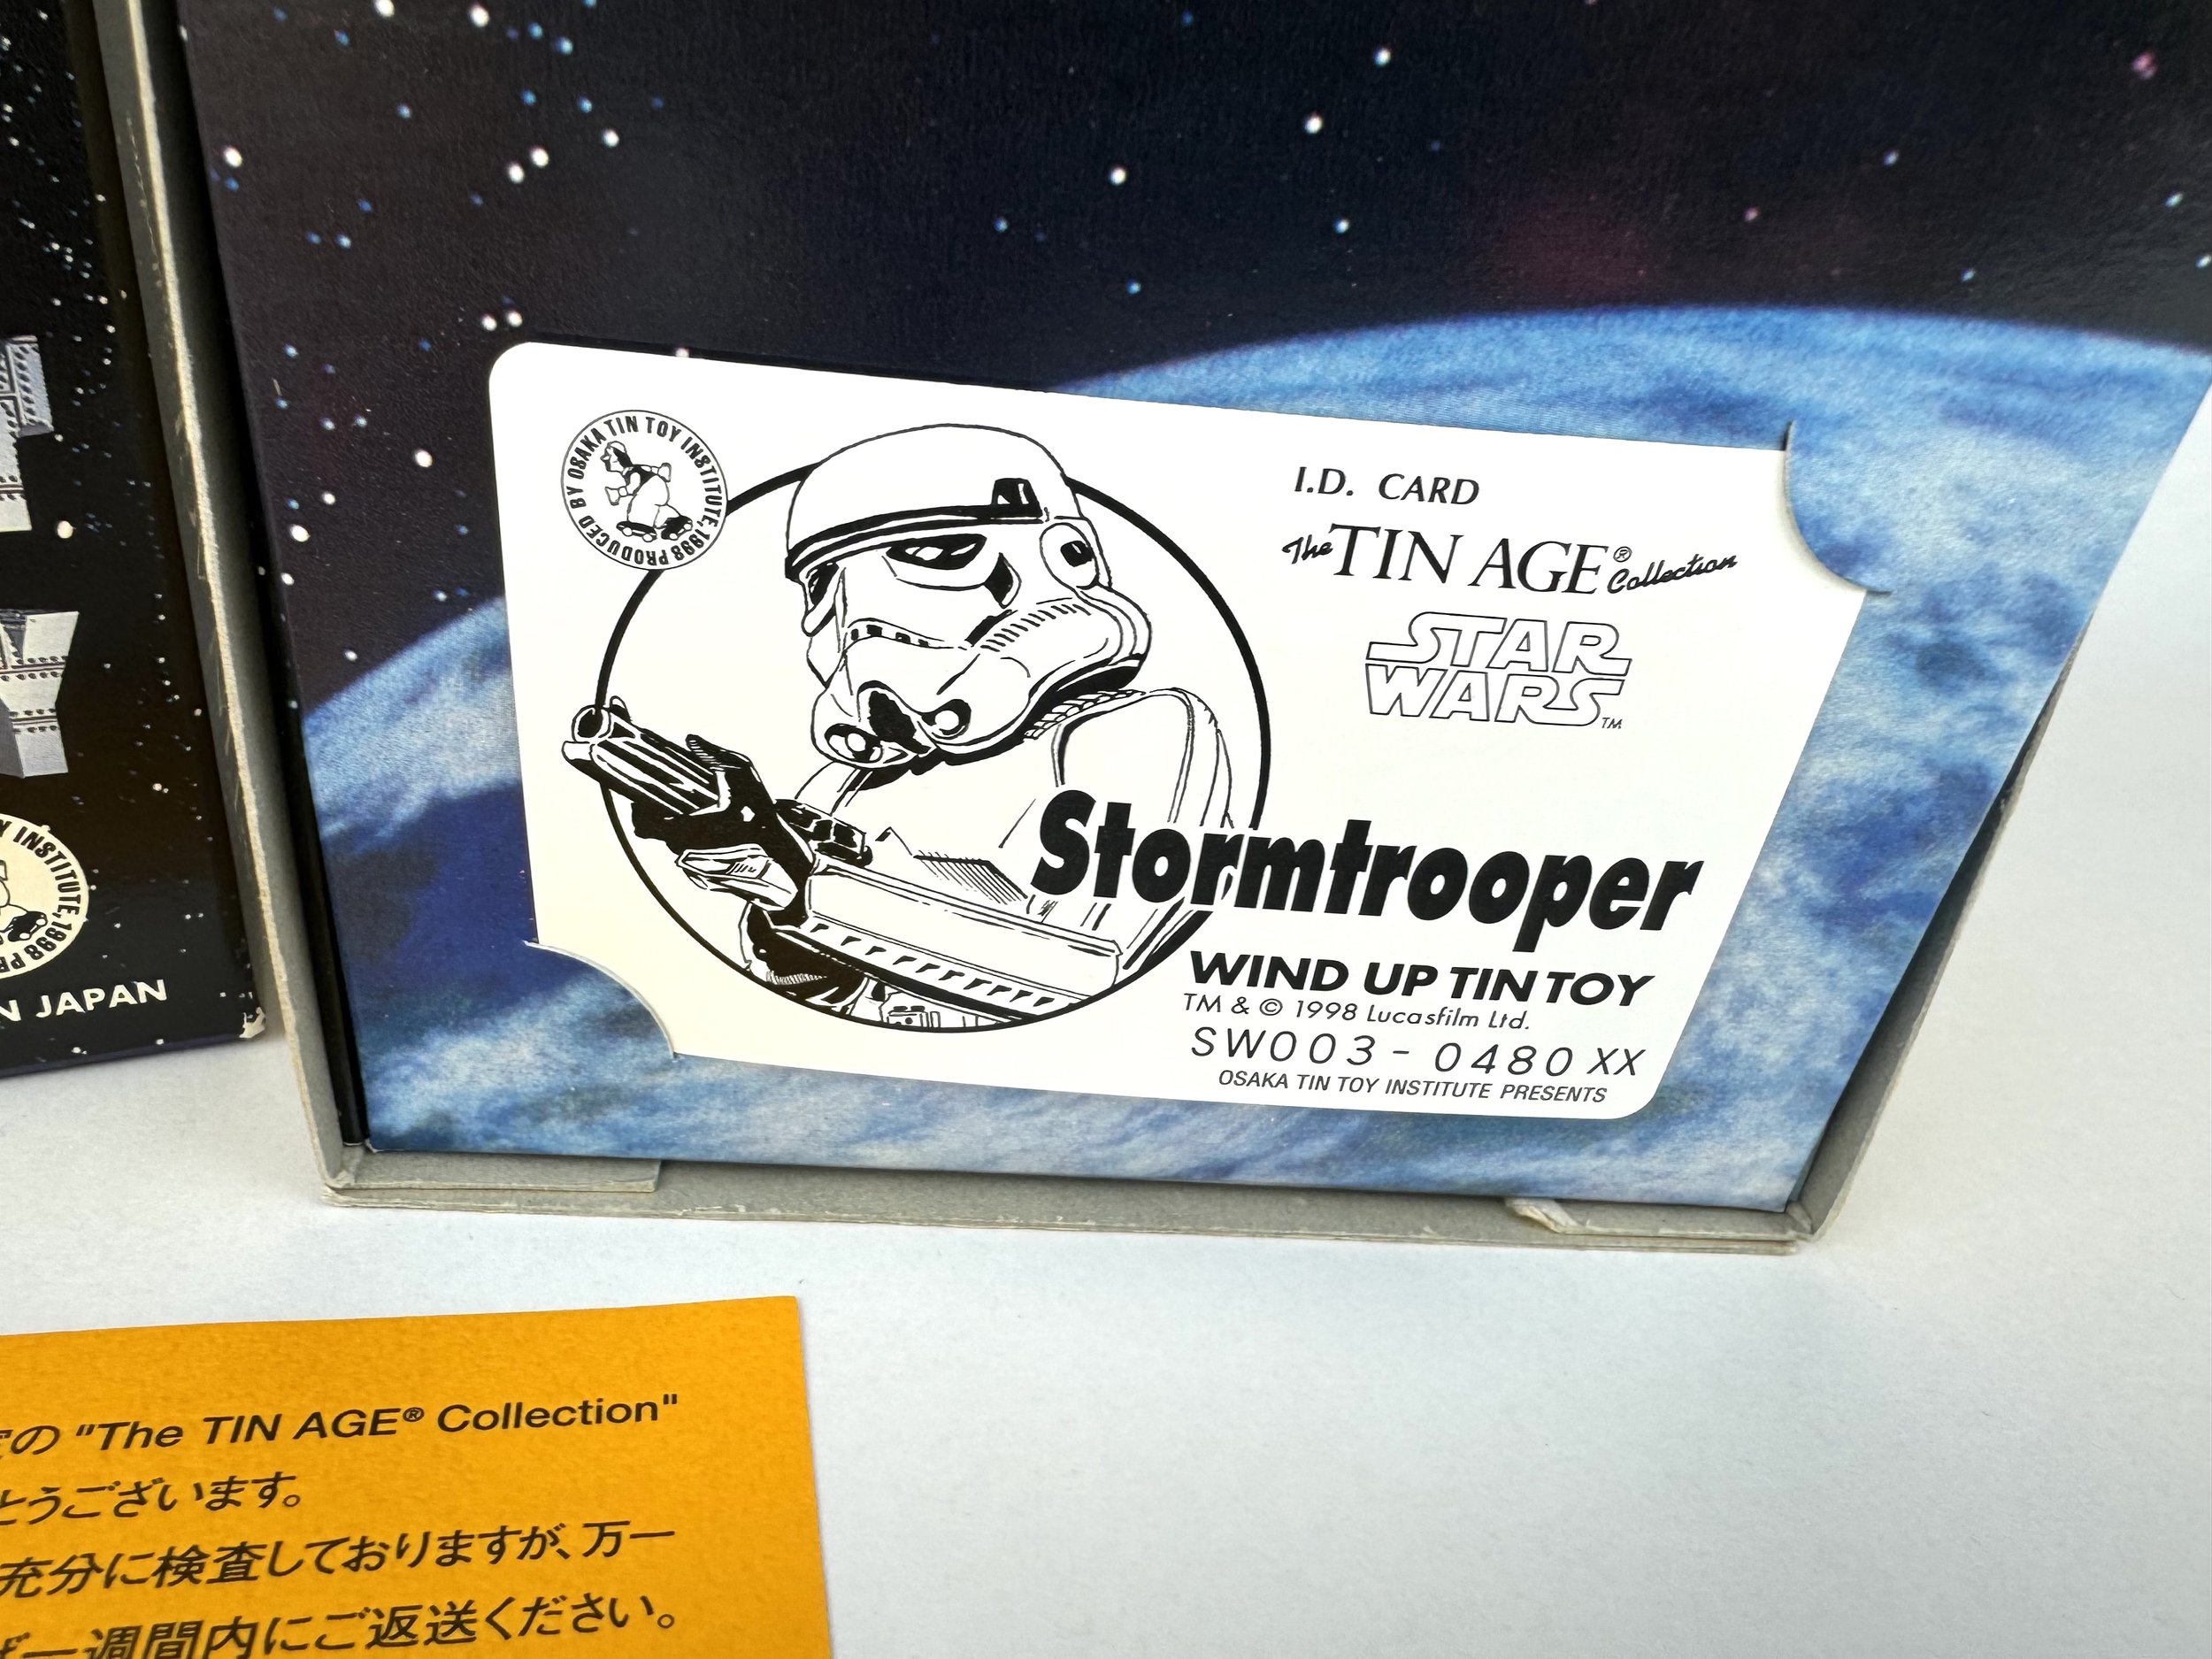 PRODUCED BY OSAKA TIN TOY INSTITUTE, 1998
I.D. CARD
The TIN AGE® Collection
STAR
WARS™
Stormtrooper
WIND UP TIN TOY
TM & © 1998 Lucasfilm Ltd.
SW003-0480 XX
OSAKA TIN TOY INSTITUTE PRESENTS
Y INSTITUTE, 1998 PR
N JAPAN
の "The TIN AGE® Collection"
とうございます。
充分に検査しておりますが、万一
一週間内にご返送ください。